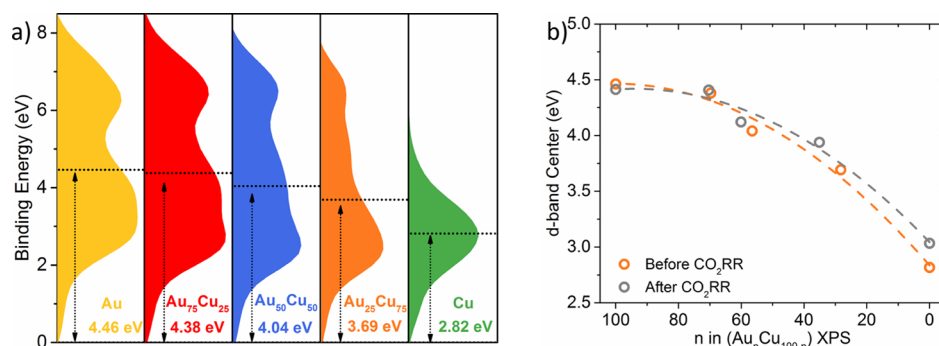 a)
Binding Energy (eV)
8
6
4
2
0
Au
4.46 eV
Au₇₅Cu₂₅
4.38 eV
Au₅₀Cu₅₀
4.04 eV
Au₂₅Cu₇₅
3.69 eV
Cu
2.82 eV
b)
d-band Center (eV)
5.0
4.5
4.0
3.5
3.0
2.5
Before CO₂RR
After CO₂RR
100 80 60 40 20 0
n in (AuₙCu₁₀₀₋ₙ) XPS